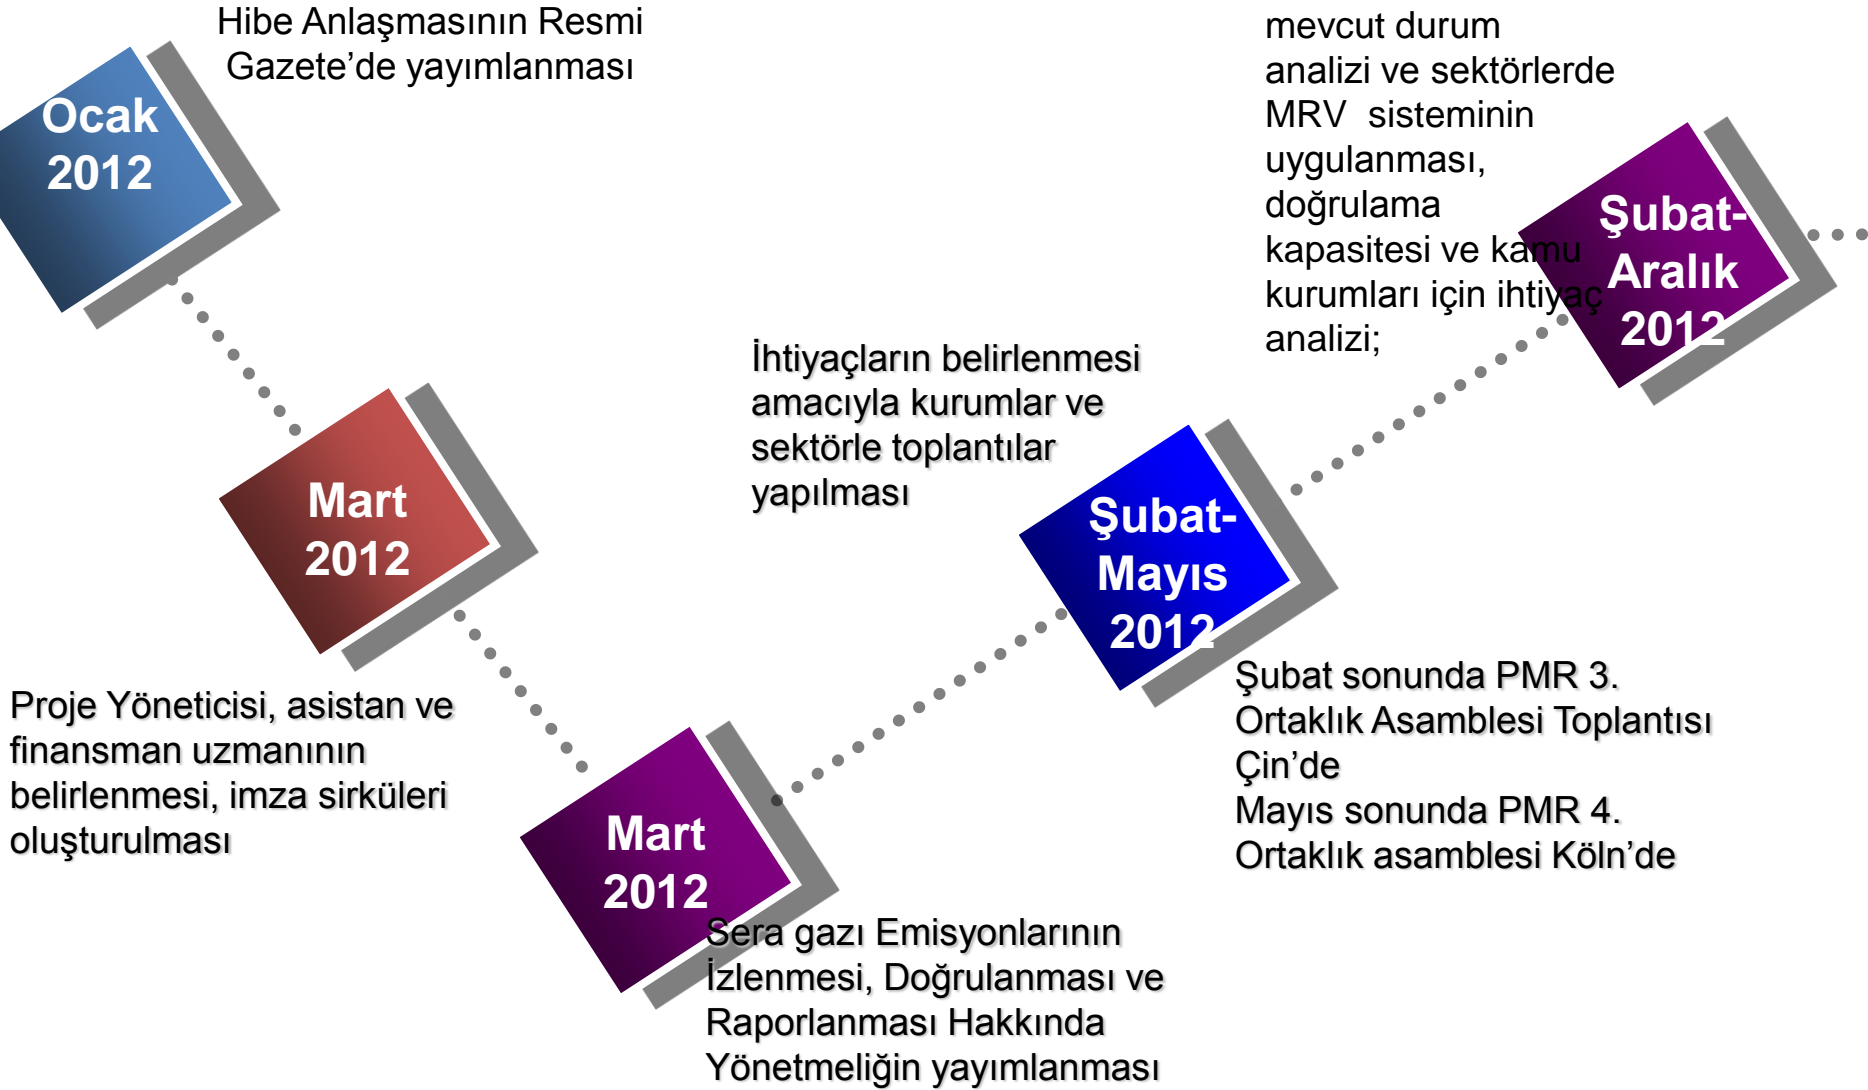 Hibe Anlaşmasının Resmi
Gazete’de yayımlanması
Ocak
2012
Mart
2012
Proje Yöneticisi, asistan ve
finansman uzmanının
belirlenmesi, imza sirküleri
oluşturulması
Mart
2012
Sera gazı Emisyonlarının
İzlenmesi, Doğrulanması ve
Raporlanması Hakkında
Yönetmeliğin yayımlanması
İhtiyaçların belirlenmesi
amacıyla kurumlar ve
sektörle toplantılar
yapılması
Şubat-
Mayıs
2012
Şubat sonunda PMR 3.
Ortaklık Asamblesi Toplantısı
Çin’de
Mayıs sonunda PMR 4.
Ortaklık asamblesi Köln’de
mevcut durum
analizi ve sektörlerde
MRV sisteminin
uygulanması,
doğrulama
kapasitesi ve kamu
kurumları için ihtiyaç
analizi;
Şubat-
Aralık
2012